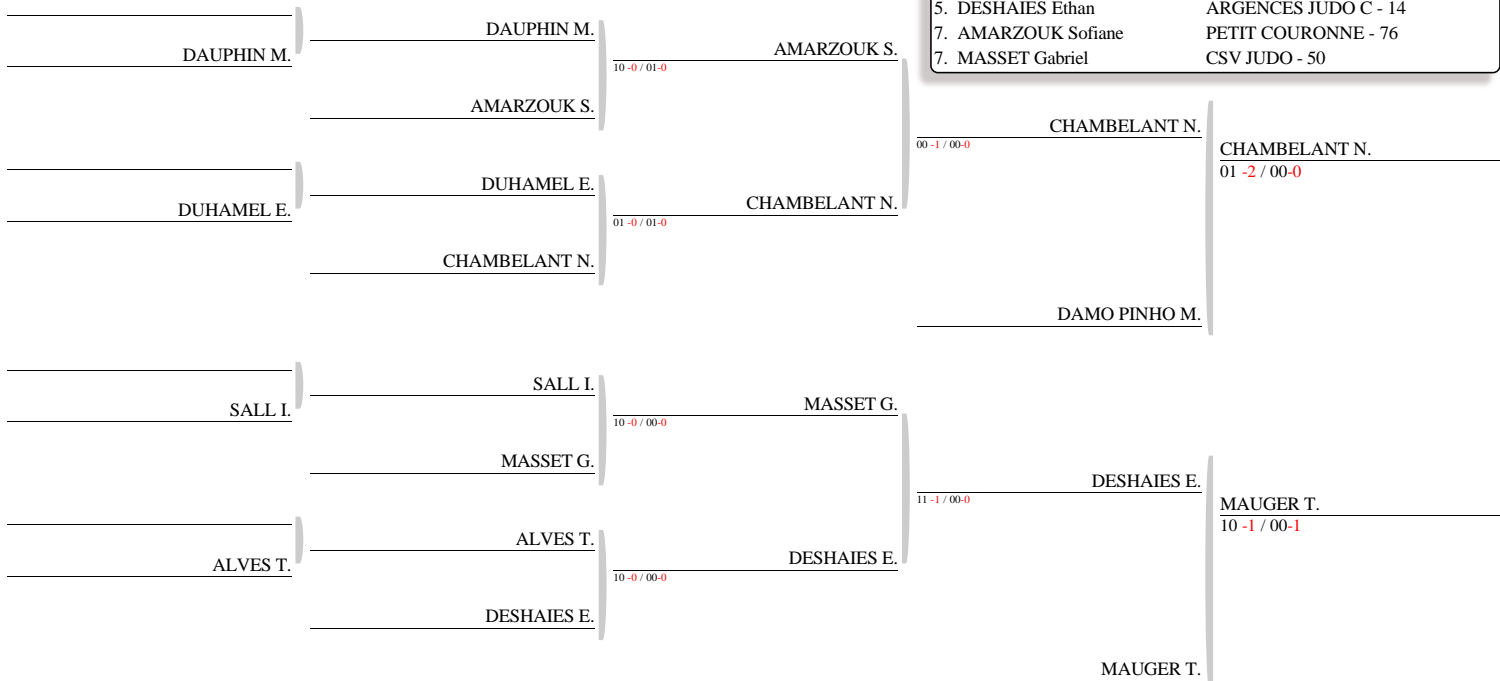 5. DESHAIES Ethan ARGENCES JUDO C - 14
7. AMARZOUK Sofiane PETIT COURONNE - 76
7. MASSET Gabriel CSV JUDO - 50
DAUPHIN M.
DUHAMEL E.
SALL I.
ALVES T.
DAUPHIN M.
AMARZOUK S.
DUHAMEL E.
CHAMBELANT N.
SALL I.
MASSET G.
ALVES T.
DESHAIES E.
AMARZOUK S.
10 -0 / 01-0
CHAMBELANT N.
01 -0 / 01-0
MASSET G.
10 -0 / 00-0
DESHAIES E.
10 -0 / 00-0
CHAMBELANT N.
00 -1 / 00-0
DAMO PINHO M.
DESHAIES E.
11 -1 / 00-0
MAUGER T.
CHAMBELANT N.
01 -2 / 00-0
MAUGER T.
10 -1 / 00-1